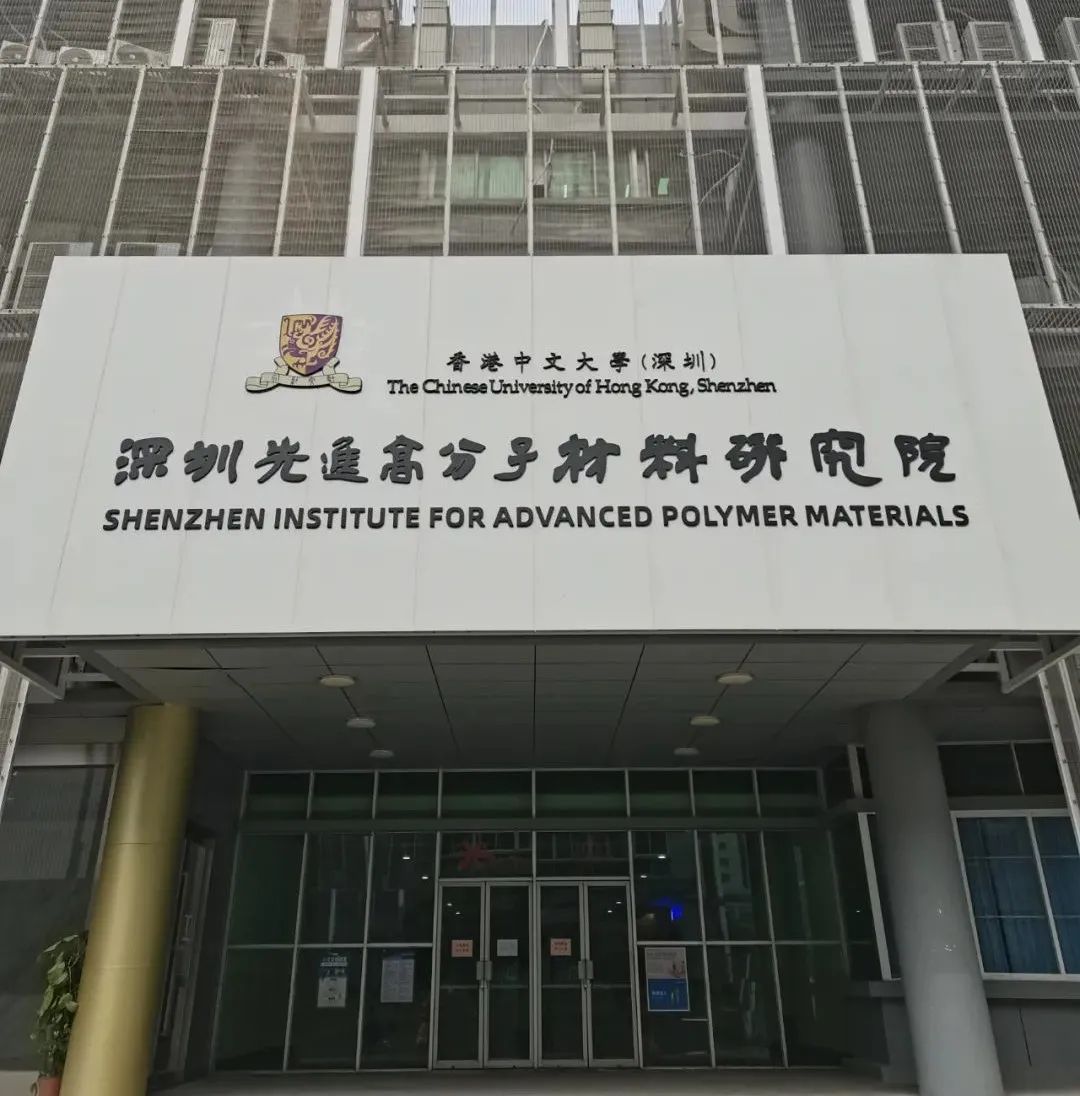 香港中文大學(深圳)
The Chinese University of Hong Kong, Shenzhen
深圳先進高分子材料研究院
SHENZHEN INSTITUTE FOR ADVANCED POLYMER MATERIALS